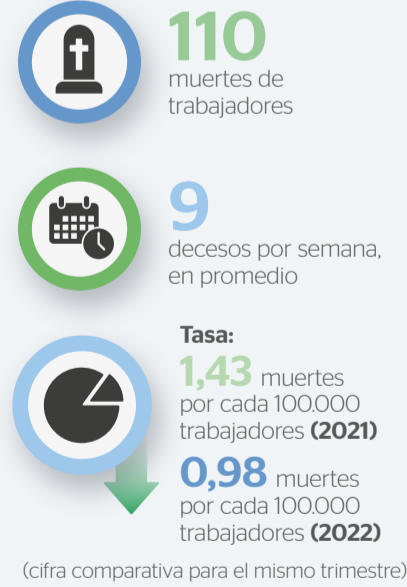 110
muertes de
trabajadores
9
decesos por semana,
en promedio
Tasa:
1,43 muertes
por cada 100.000
trabajadores (2021)
0,98 muertes
por cada 100.000
trabajadores (2022)
(cifra comparativa para el mismo trimestre)